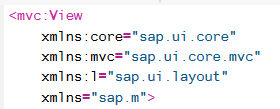 <mvc:View
xmlns:core="sap.ui.core"
xmlns:mvc="sap.ui.core.mvc"
xmlns:l="sap.ui.layout"
xmlns="sap.m">